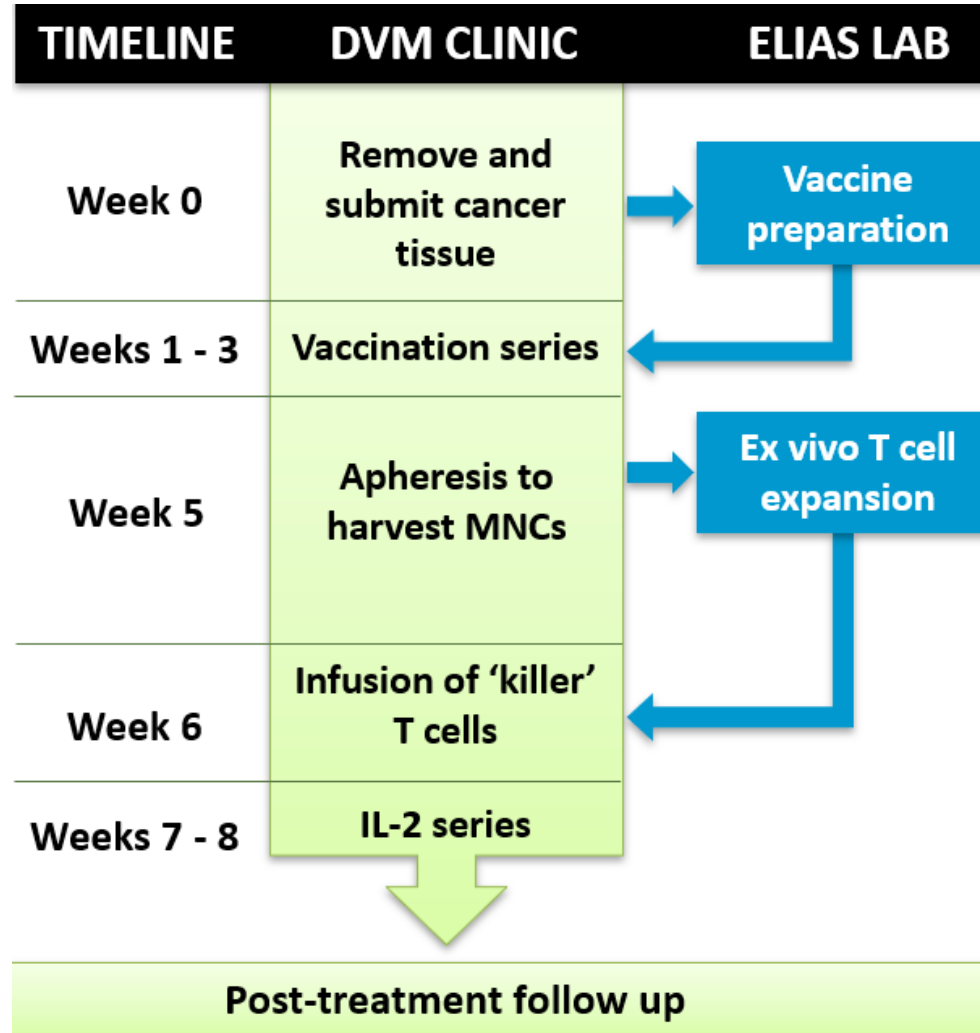 TIMELINE DVM CLINIC ELIAS LAB
Week 0
Remove and
submit cancer
tissue
Vaccine
preparation
Weeks 1 - 3
Vaccination series
Week 5
Apheresis to
harvest MNCs
Ex vivo T cell
expansion
Week 6
Infusion of ‘killer’
T cells
Weeks 7 - 8
IL-2 series
Post-treatment follow up